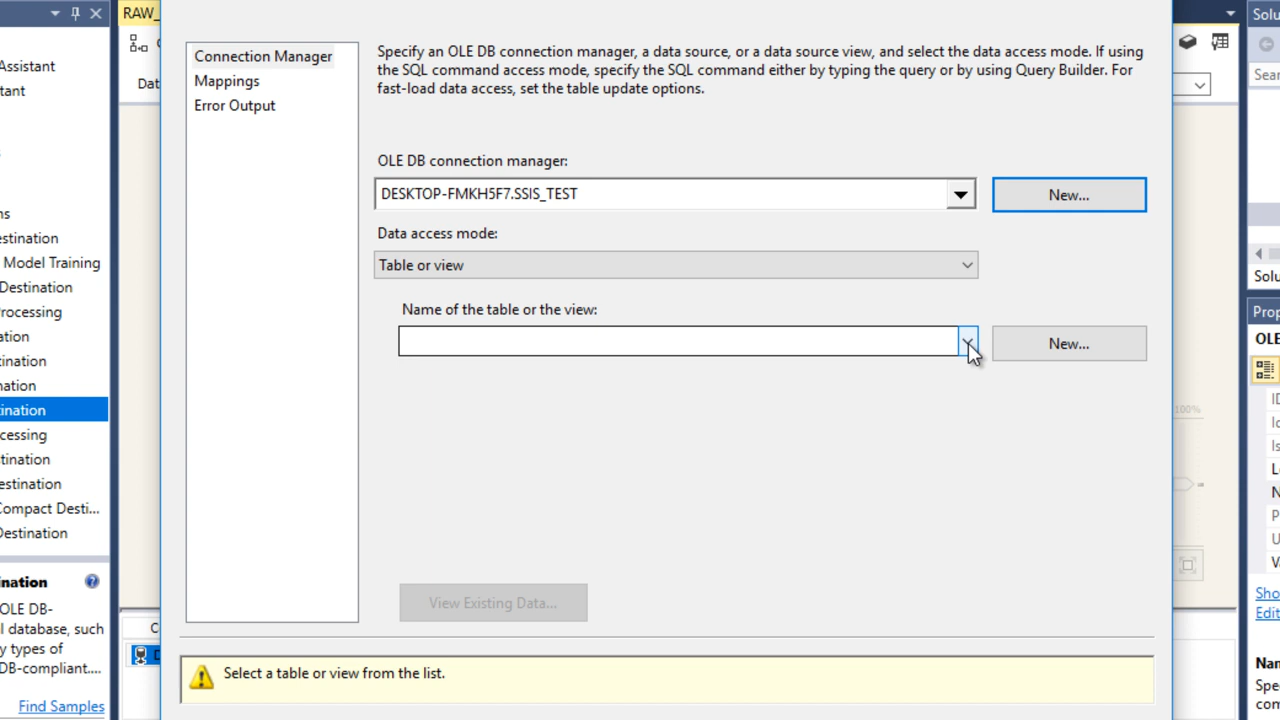 Assistant
tant
ns
estination
Model Training
Destination
rocessing
ation
tination
nation
tination
cessing
stination
estination
Compact Desti...
Destination
ination
OLE DB-
l database, such
y types of
DB-compliant....
Find Samples
RAW_
Dat
Connection Manager
Mappings
Error Output
Specify an OLE DB connection manager, a data source, or a data source view, and select the data access mode. If using
the SQL command access mode, specify the SQL command either by typing the query or by using Query Builder. For
fast-load data access, set the table update options.
OLE DB connection manager:
DESKTOP-FMKH5F7.SSIS_TEST
New...
Data access mode:
Table or view
Name of the table or the view:
New...
View Existing Data...
Select a table or view from the list.
100%
Solu
Sear
Solu
Prop
OLE
Sho
Edit
Nan
Spe
con